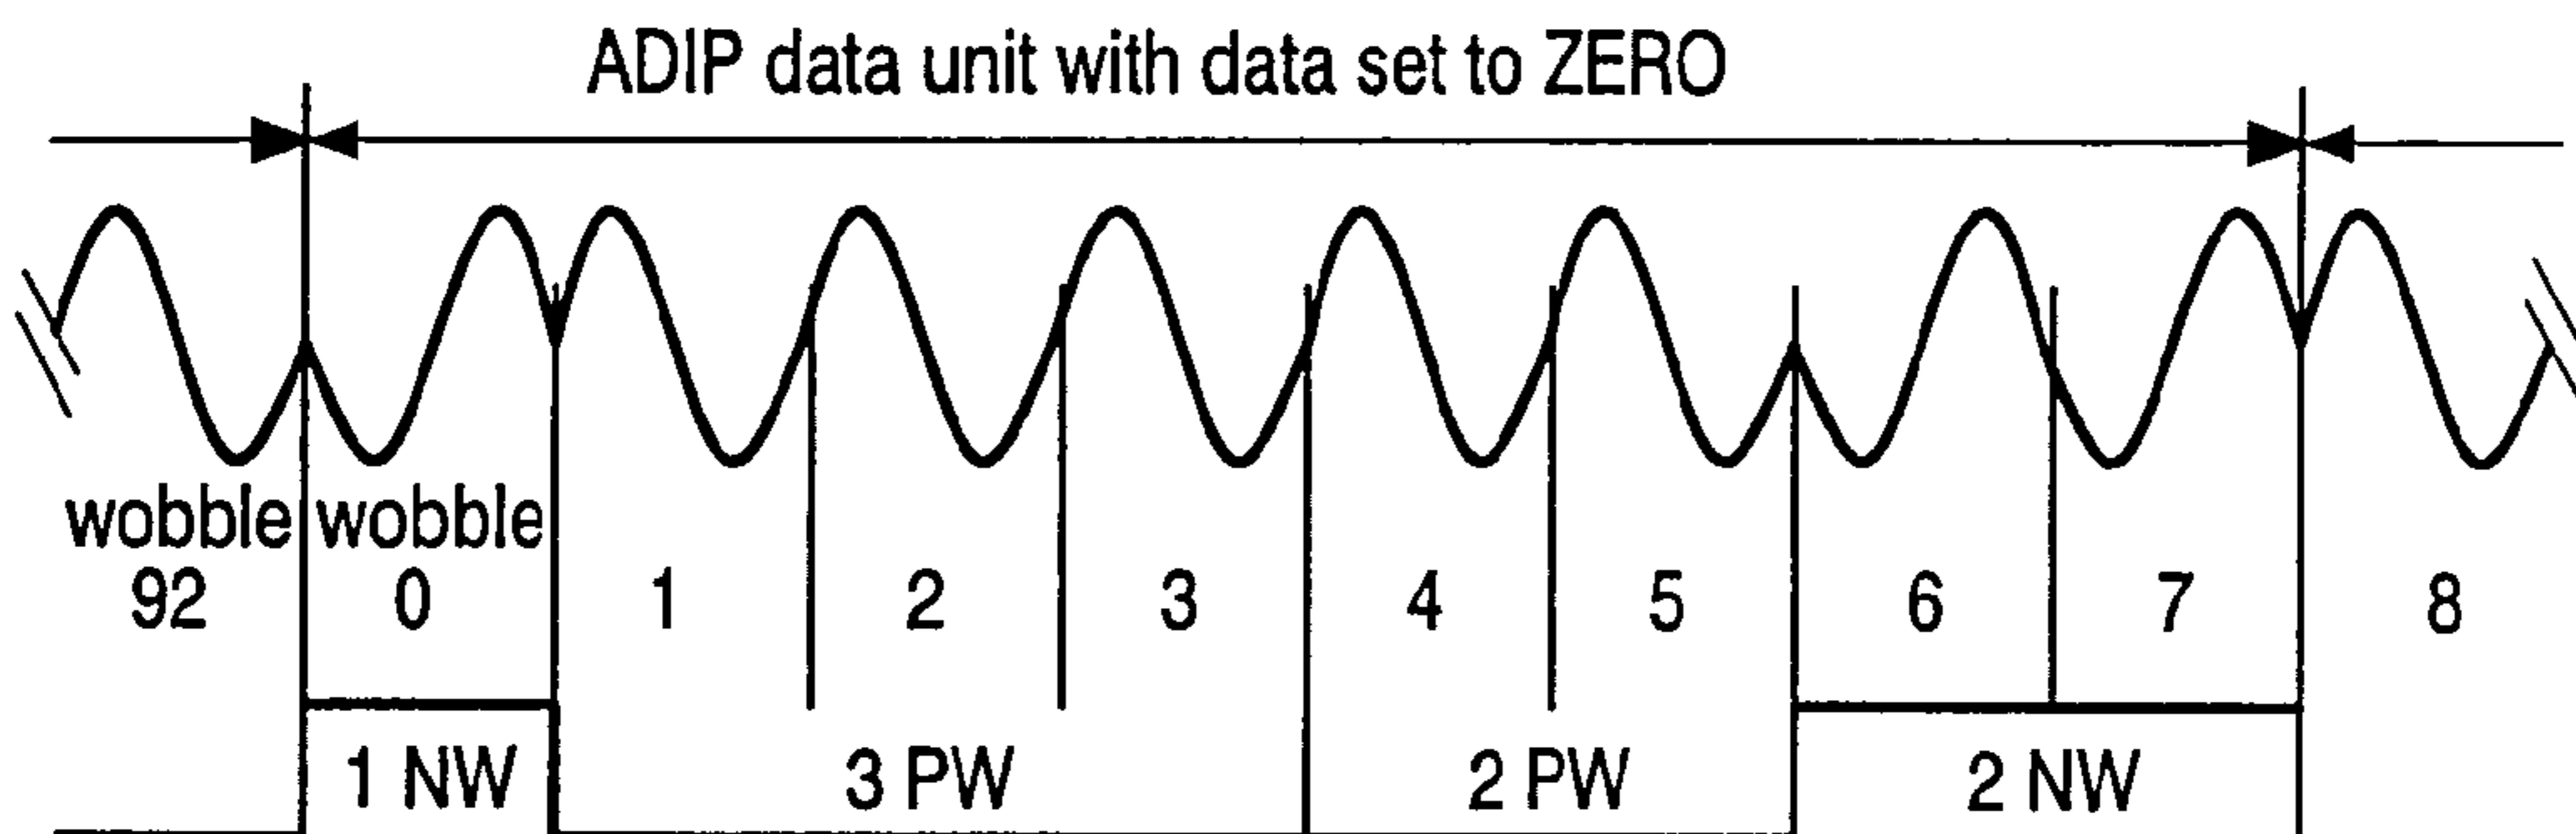 ADIP data unit with data set to ZERO
wobble wobble
92 0 1 2 3 4 5 6 7 8
1 NW 3 PW 2 PW 2 NW